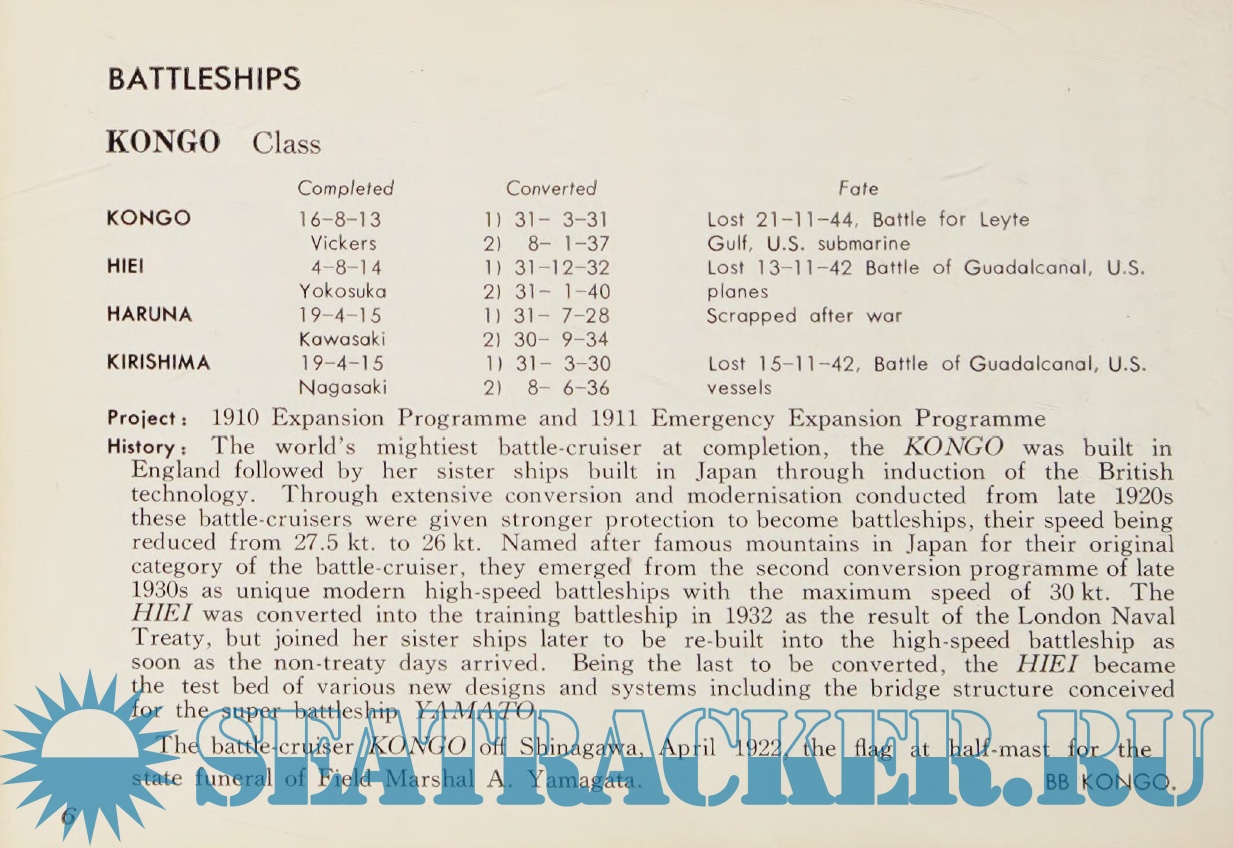 BATTLESHIPS
KONGO Class
Completed Converted Fate
KONGO 16-8-13 1) 31- 3-31 Lost 21-11-44, Battle for Leyte
Vickers 2) 8- 1-37 Gulf, U.S. submarine
HIEI 4-8-14 1) 31-12-32 Lost 13-11-42 Battle of Guadalcanal, U.S.
Yokosuka 2) 31- 1-40 planes
HARUNA 19-4-15 1) 31- 7-28 Scrapped after war
Kawasaki 2) 30- 9-34
KIRISHIMA 19-4-15 1) 31- 3-30 Lost 15-11-42, Battle of Guadalcanal, U.S.
Nagasaki 2) 8- 6-36 vessels
Project: 1910 Expansion Programme and 1911 Emergency Expansion Programme
History: The world's mightiest battle-cruiser at completion, the KONGO was built in
England followed by her sister ships built in Japan through induction of the British
technology. Through extensive conversion and modernisation conducted from late 1920s
these battle-cruisers were given stronger protection to become battleships, their speed being
reduced from 27.5 kt. to 26 kt. Named after famous mountains in Japan for their original
category of the battle-cruiser, they emerged from the second conversion programme of late
1930s as unique modern high-speed battleships with the maximum speed of 30 kt. The
HIEI was converted into the training battleship in 1932 as the result of the London Naval
Treaty, but joined her sister ships later to be re-built into the high-speed battleship as
soon as the non-treaty days arrived. Being the last to be converted, the HIEI became
the test bed of various new designs and systems including the bridge structure conceived
for the super battleship YAMATO.
The battle-cruiser KONGO off Shinagawa, April 1922, the flag at half-mast for the
state funeral of Field Marshal A. Yamagata. BB KONGO.
SEATRACKER.RU
6